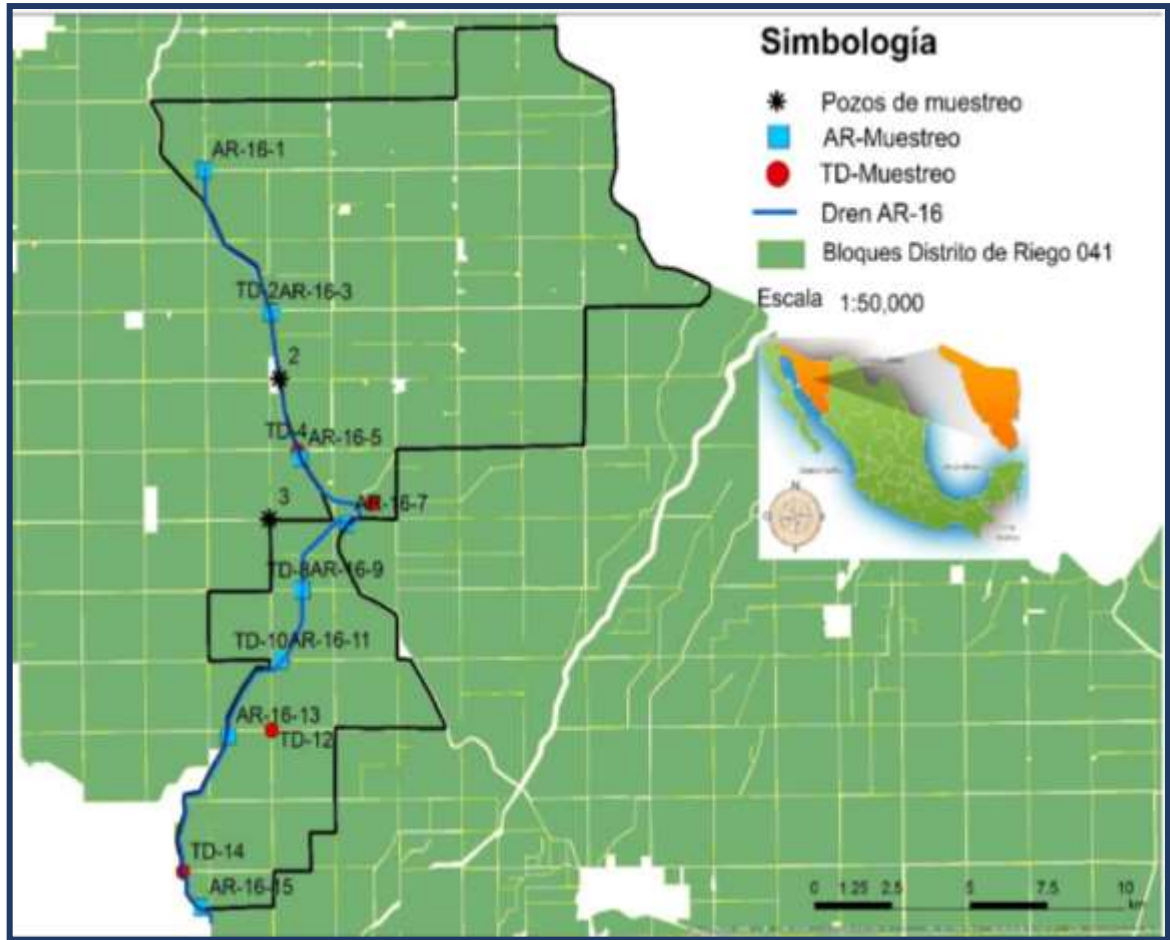 Simbología
Pozos de muestreo
AR-Muestreo
TD-Muestreo
Dren AR-16
Bloques Distrito de Riego 041
Escala 1:50,000
N
AR-16-1
TD-2AR-16-3
2
TD-4 AR-16-5
3
AR-16-7
TD-8AR-16-9
TD-10AR-16-11
AR-16-13
TD-12
TD-14
AR-16-15
0 1.25 2.5 5 7.5 10
km